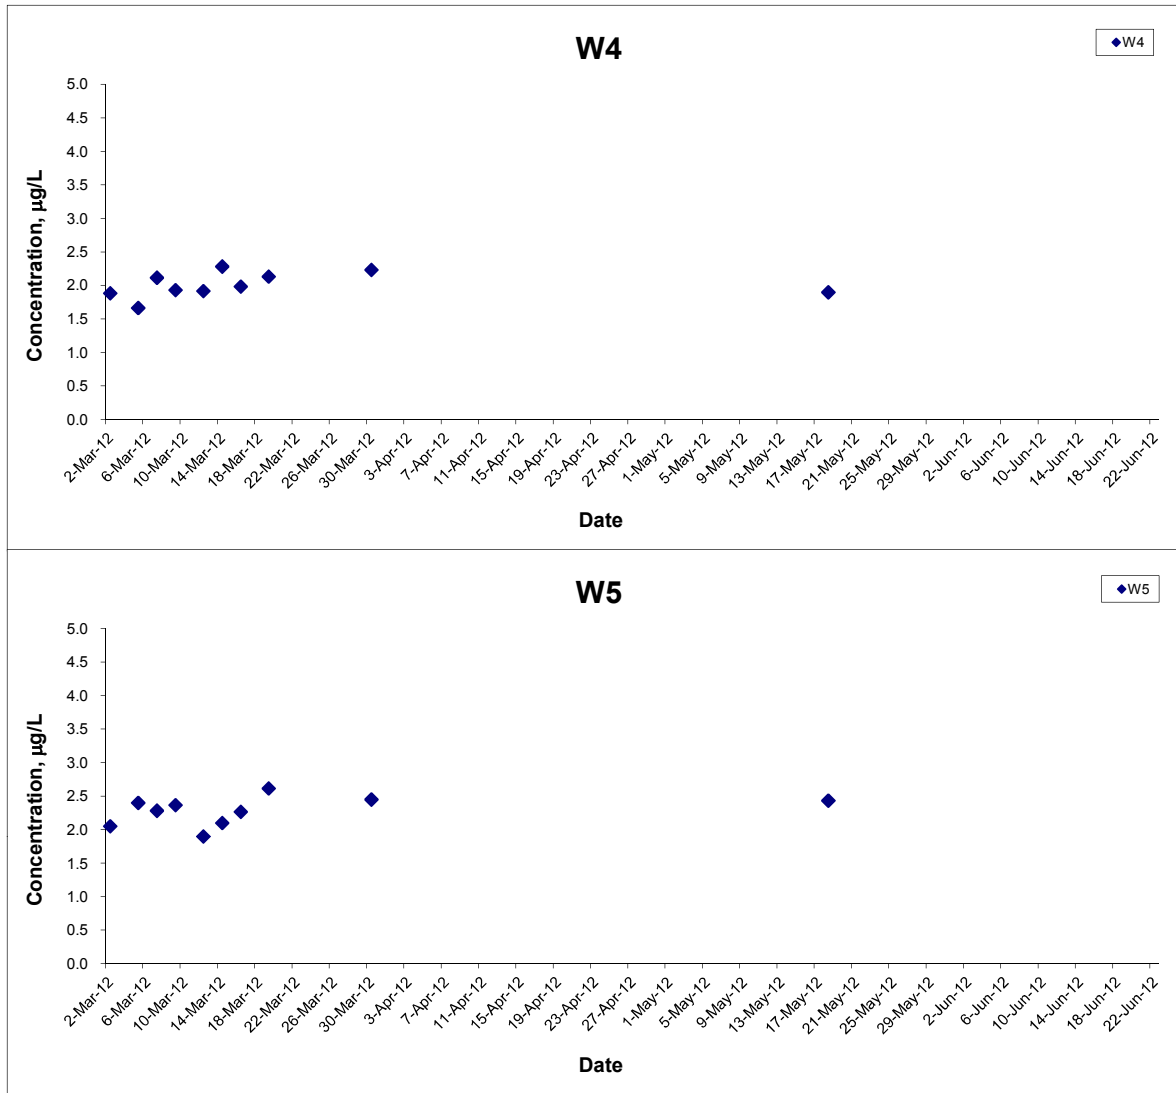 W4
W4
5.0
4.5
4.0
3.5
3.0
2.5
2.0
1.5
1.0
0.5
0.0
Concentration, µg/L
2-Mar-12
6-Mar-12
10-Mar-12
14-Mar-12
18-Mar-12
22-Mar-12
26-Mar-12
30-Mar-12
3-Apr-12
7-Apr-12
11-Apr-12
15-Apr-12
19-Apr-12
23-Apr-12
27-Apr-12
1-May-12
5-May-12
9-May-12
13-May-12
17-May-12
21-May-12
25-May-12
29-May-12
2-Jun-12
6-Jun-12
10-Jun-12
14-Jun-12
18-Jun-12
22-Jun-12
Date
W5
W5
5.0
4.5
4.0
3.5
3.0
2.5
2.0
1.5
1.0
0.5
0.0
Concentration, µg/L
2-Mar-12
6-Mar-12
10-Mar-12
14-Mar-12
18-Mar-12
22-Mar-12
26-Mar-12
30-Mar-12
3-Apr-12
7-Apr-12
11-Apr-12
15-Apr-12
19-Apr-12
23-Apr-12
27-Apr-12
1-May-12
5-May-12
9-May-12
13-May-12
17-May-12
21-May-12
25-May-12
29-May-12
2-Jun-12
6-Jun-12
10-Jun-12
14-Jun-12
18-Jun-12
22-Jun-12
Date